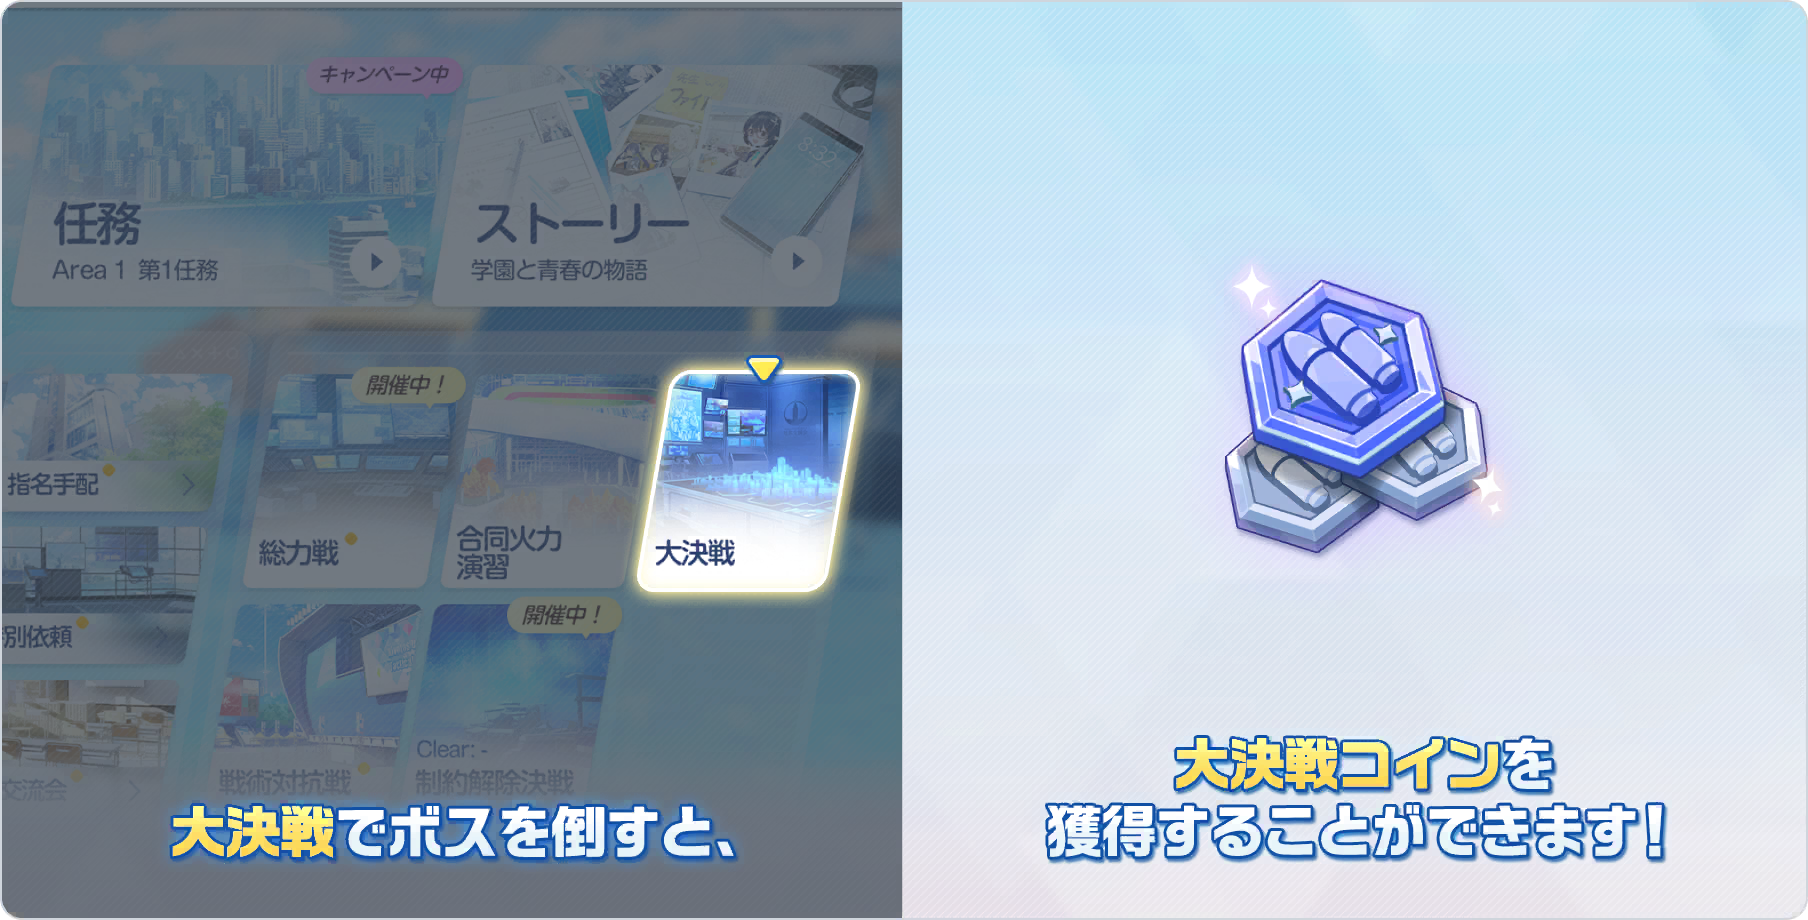 キャンペーン中
任務
Area 1 第1任務
ストーリー
学園と青春の物語
8:32
指名手配
開催中！
総力戦
合同火力
演習
大決戦
別依頼
開催中！
交流会
戦術対抗戦
Clear: -
制約解除決戦
大決戦でボスを倒すと、
大決戦コインを
獲得することができます！